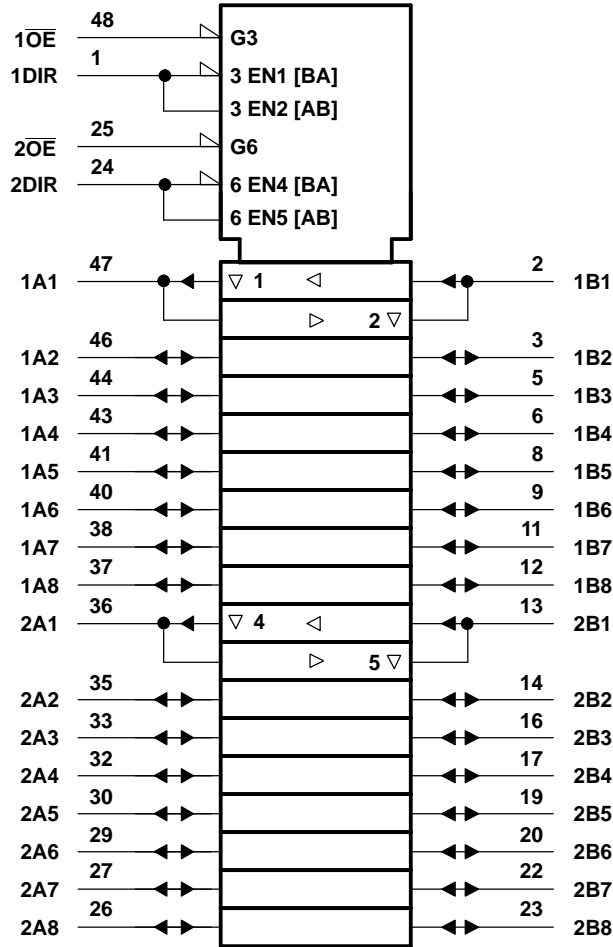 48
1O̅E̅ G3
1
1DIR 3 EN1 [BA]
3 EN2 [AB]
25
2O̅E̅ G6
24
2DIR 6 EN4 [BA]
6 EN5 [AB]
47 2
1A1 ▽ 1 ◁ 1B1
▷ 2 ▽
46 3
1A2 1B2
44 5
1A3 1B3
43 6
1A4 1B4
41 8
1A5 1B5
40 9
1A6 1B6
38 11
1A7 1B7
37 12
1A8 1B8
36 13
2A1 ▽ 4 ◁ 2B1
▷ 5 ▽
35 14
2A2 2B2
33 16
2A3 2B3
32 17
2A4 2B4
30 19
2A5 2B5
29 20
2A6 2B6
27 22
2A7 2B7
26 23
2A8 2B8